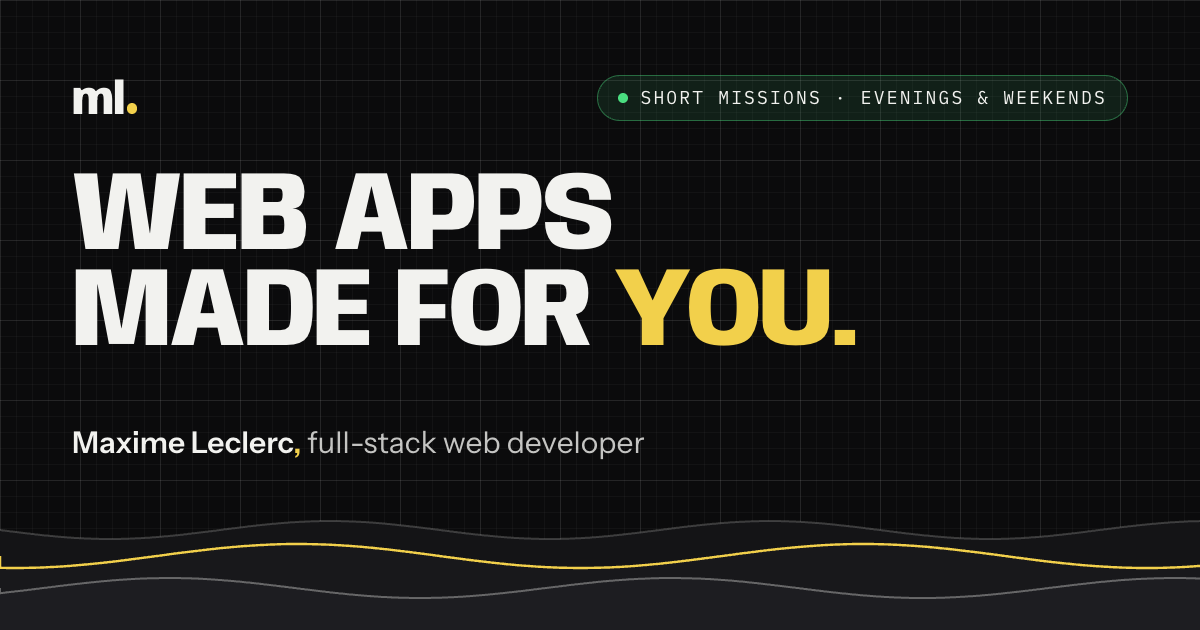 ml.
SHORT MISSIONS · EVENINGS & WEEKENDS
WEB APPS
MADE FOR YOU.
Maxime Leclerc, full-stack web developer